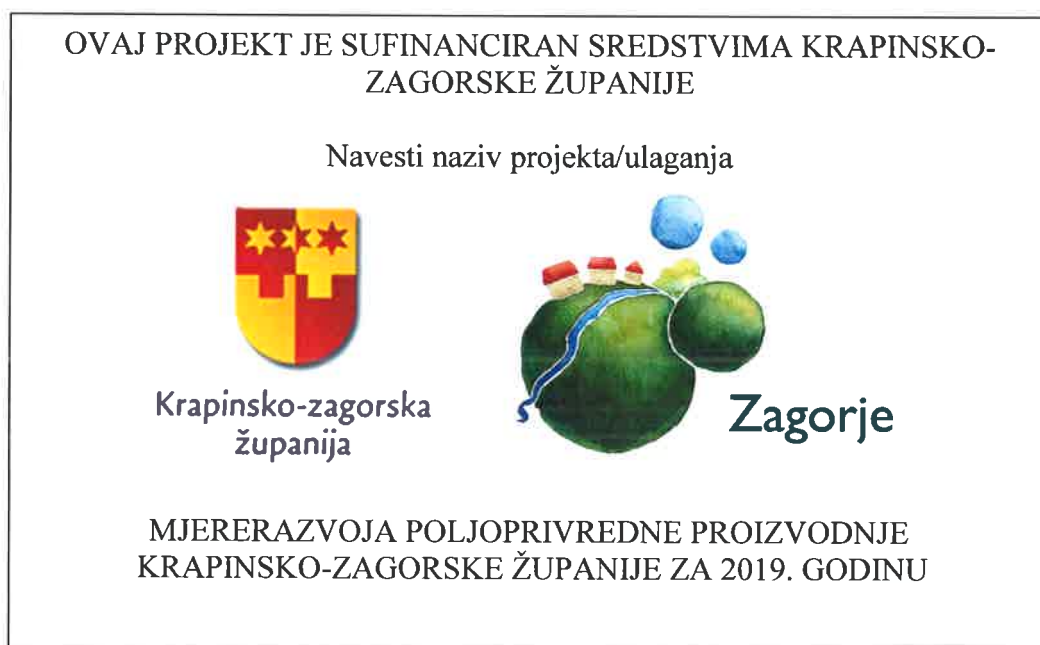 OVAJ PROJEKT JE SUFINANCIRAN SREDSTVIMA KRAPINSKO-
ZAGORSKE ŽUPANIJE
Navesti naziv projekta/ulaganja
Krapinsko-zagorska
županija
Zagorje
MJERERAZVOJA POLJOPRIVREDNE PROIZVODNJE
KRAPINSKO-ZAGORSKE ŽUPANIJE ZA 2019. GODINU